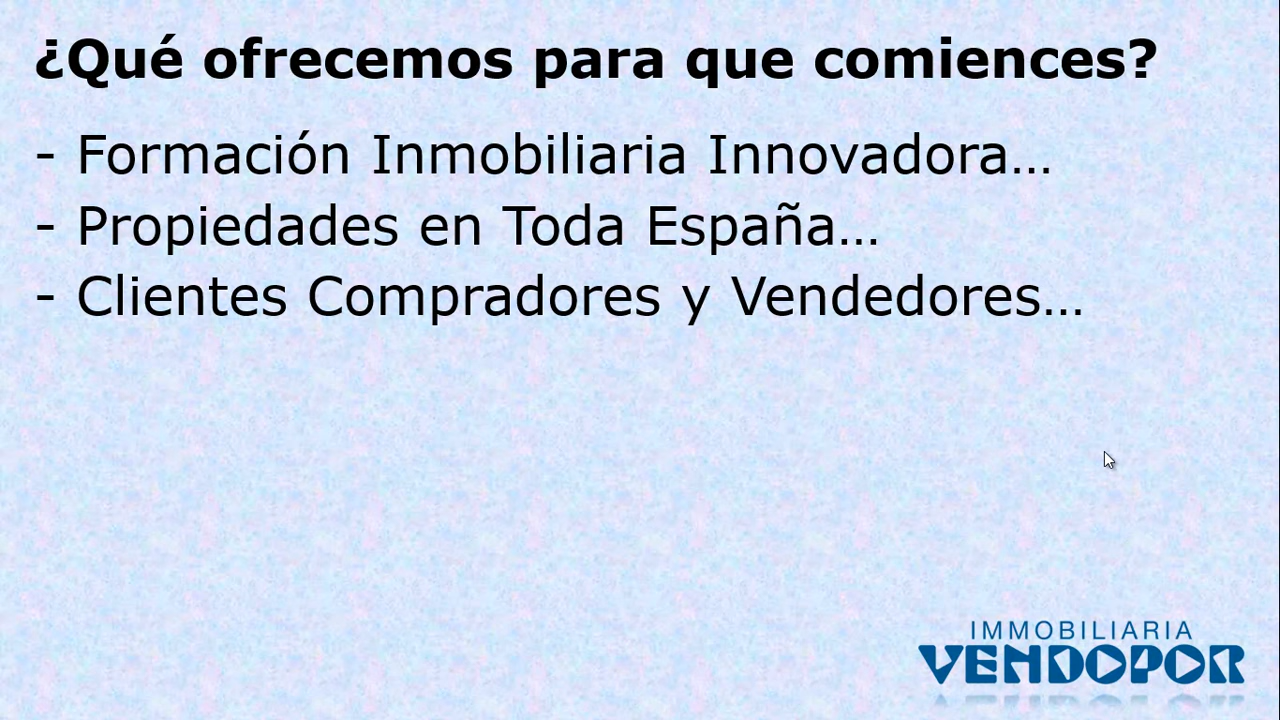 ¿Qué ofrecemos para que comiences?
- Formación Inmobiliaria Innovadora…
- Propiedades en Toda España…
- Clientes Compradores y Vendedores…
IMMOBILIARIA
VENDOPOR